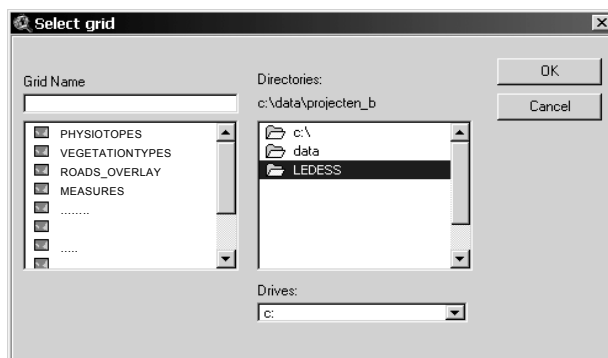 Select grid
Grid Name
PHYSIOTOPES
VEGETATIONTYPES
ROADS_OVERLAY
MEASURES
........
.....
Directories:
c:\data\projecten_b
c:\
data
LEDESS
Drives:
c:
OK
Cancel